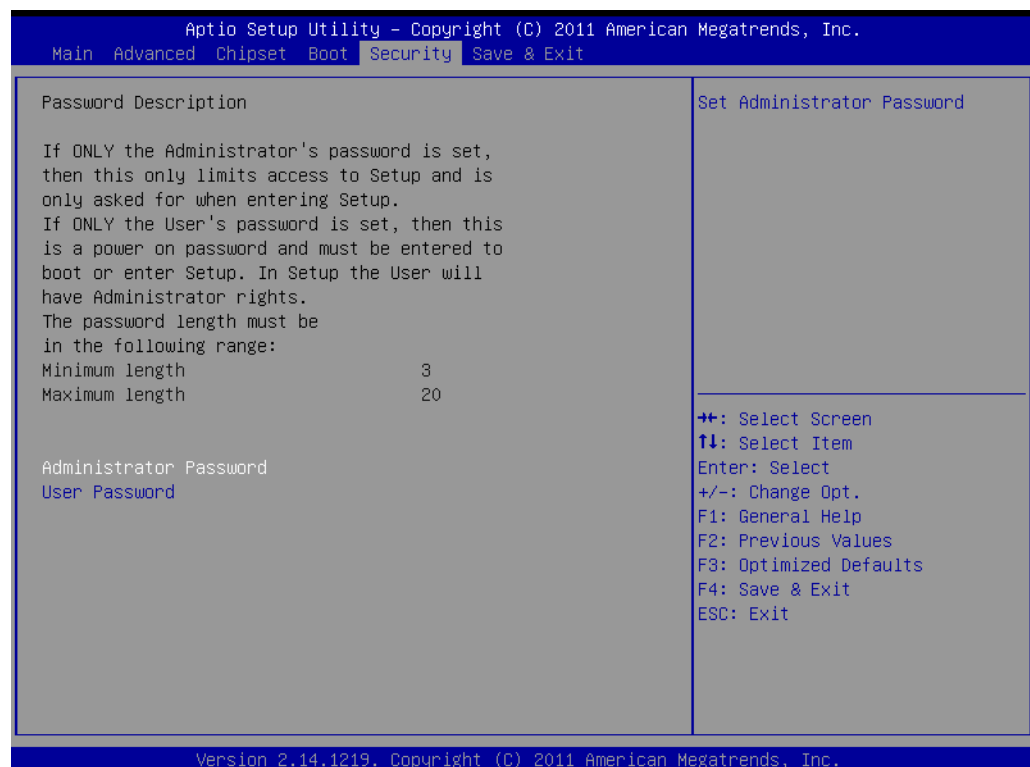 Aptio Setup Utility – Copyright (C) 2011 American Megatrends, Inc.
Main Advanced Chipset Boot Security Save & Exit
Password Description
If ONLY the Administrator's password is set,
then this only limits access to Setup and is
only asked for when entering Setup.
If ONLY the User's password is set, then this
is a power on password and must be entered to
boot or enter Setup. In Setup the User will
have Administrator rights.
The password length must be
in the following range:
Minimum length 3
Maximum length 20
Administrator Password
User Password
Set Administrator Password
→←: Select Screen
↑↓: Select Item
Enter: Select
+/-: Change Opt.
F1: General Help
F2: Previous Values
F3: Optimized Defaults
F4: Save & Exit
ESC: Exit
Version 2.14.1219. Copyright (C) 2011 American Megatrends, Inc.